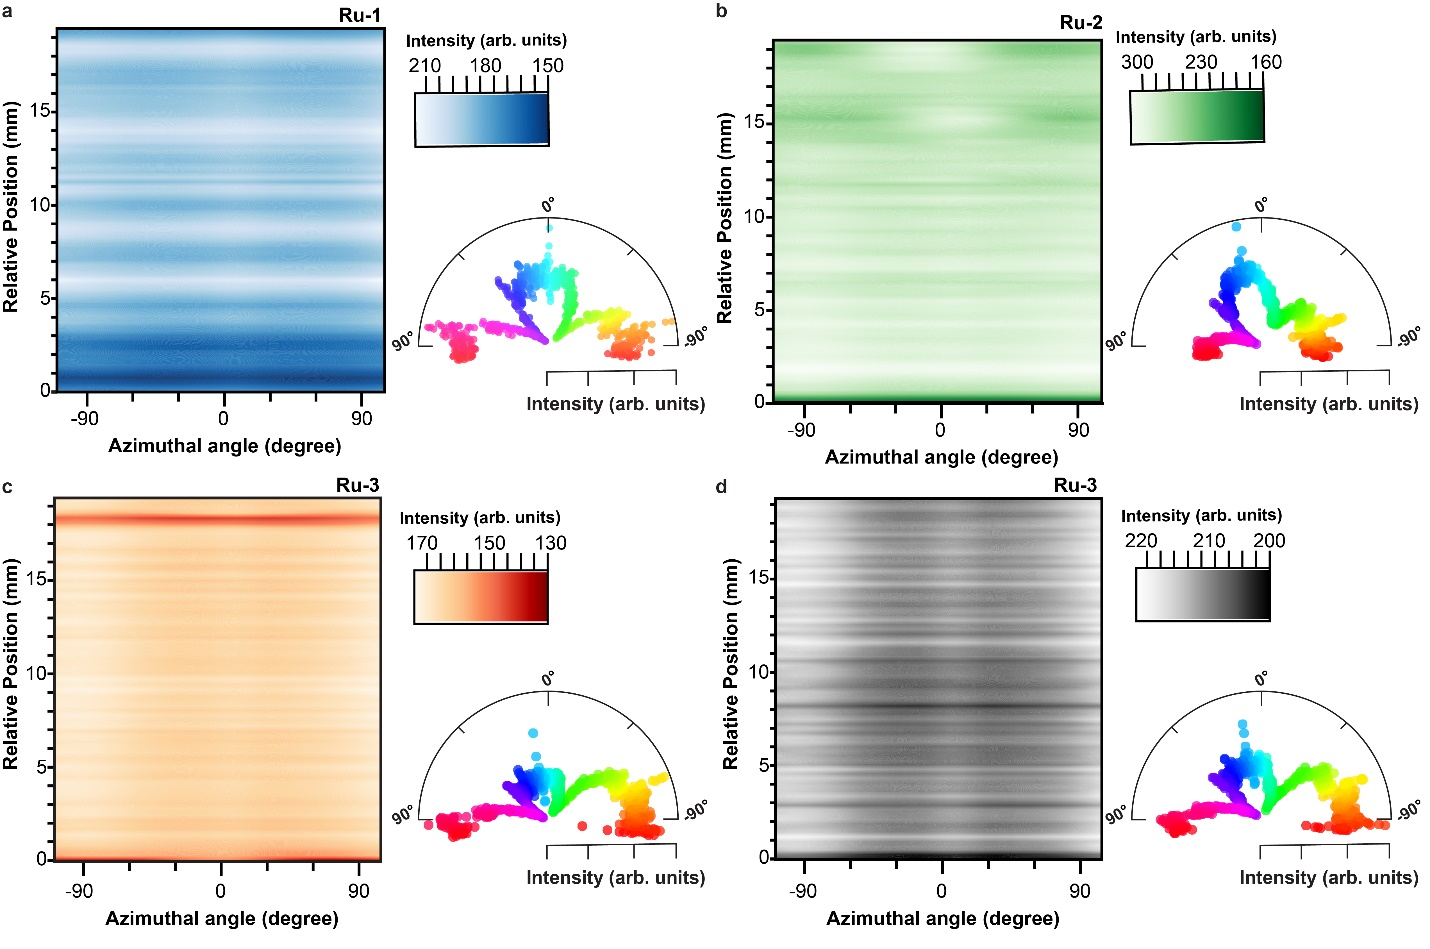 a
Ru-1
Intensity (arb. units)
210 180 150
Relative Position (mm)
15
10
5
0
-90 0 90
Azimuthal angle (degree)
0°
90°
-90°
Intensity (arb. units)
b
Ru-2
Intensity (arb. units)
300 230 160
Relative Position (mm)
15
10
5
0
-90 0 90
Azimuthal angle (degree)
0°
90°
-90°
Intensity (arb. units)
c
Ru-3
Intensity (arb. units)
170 150 130
Relative Position (mm)
15
10
5
0
-90 0 90
Azimuthal angle (degree)
0°
90°
-90°
Intensity (arb. units)
d
Ru-3
Intensity (arb. units)
220 210 200
Relative Position (mm)
15
10
5
0
-90 0 90
Azimuthal angle (degree)
0°
90°
-90°
Intensity (arb. units)